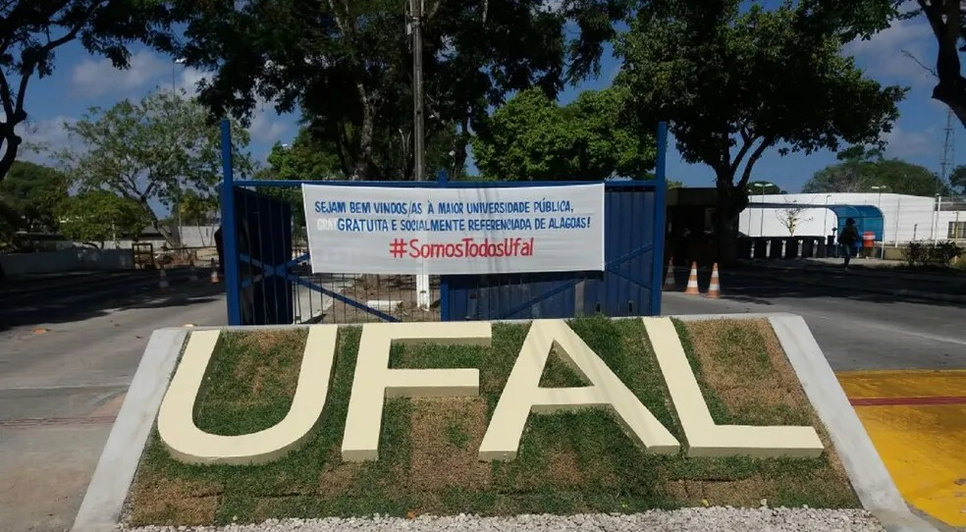 SEJAM BEM VINDOS/AS À MAIOR UNIVERSIDADE PÚBLICA,
GRATUITA E SOCIALMENTE REFERENCIADA DE ALAGOAS!
#SomosTodosUfal
UFAL